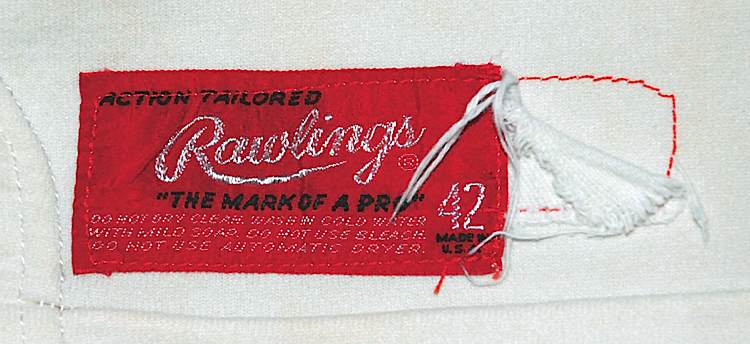 ACTION TAILORED
Rawlings ®
"THE MARK OF A PRO"
42
DO NOT DRY CLEAN. WASH IN COLD WATER
WITH MILD SOAP. DO NOT USE BLEACH
DO NOT USE AUTOMATIC DRYER.
MADE IN
U.S.A.